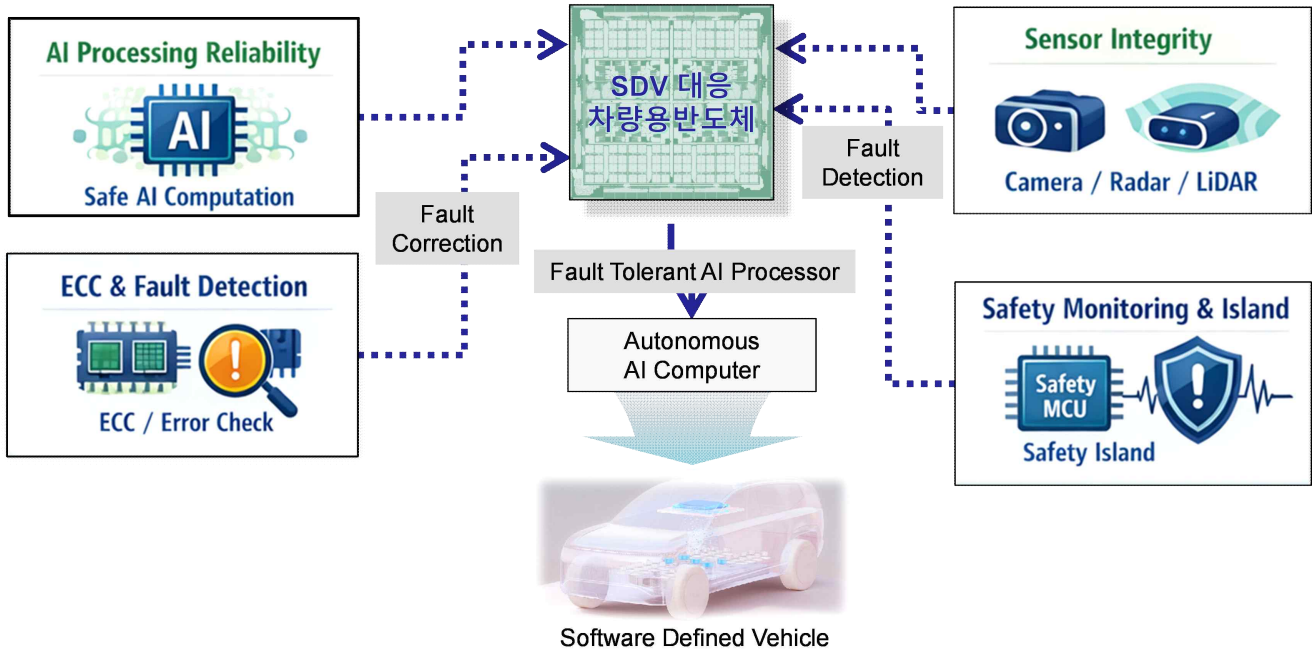 AI Processing Reliability
AI
Safe AI Computation
ECC & Fault Detection
ECC / Error Check
Fault
Correction
SDV 대응
차량용반도체
Fault
Detection
Sensor Integrity
Camera / Radar / LiDAR
Safety Monitoring & Island
Safety
MCU
Safety Island
Fault Tolerant AI Processor
Autonomous
AI Computer
Software Defined Vehicle